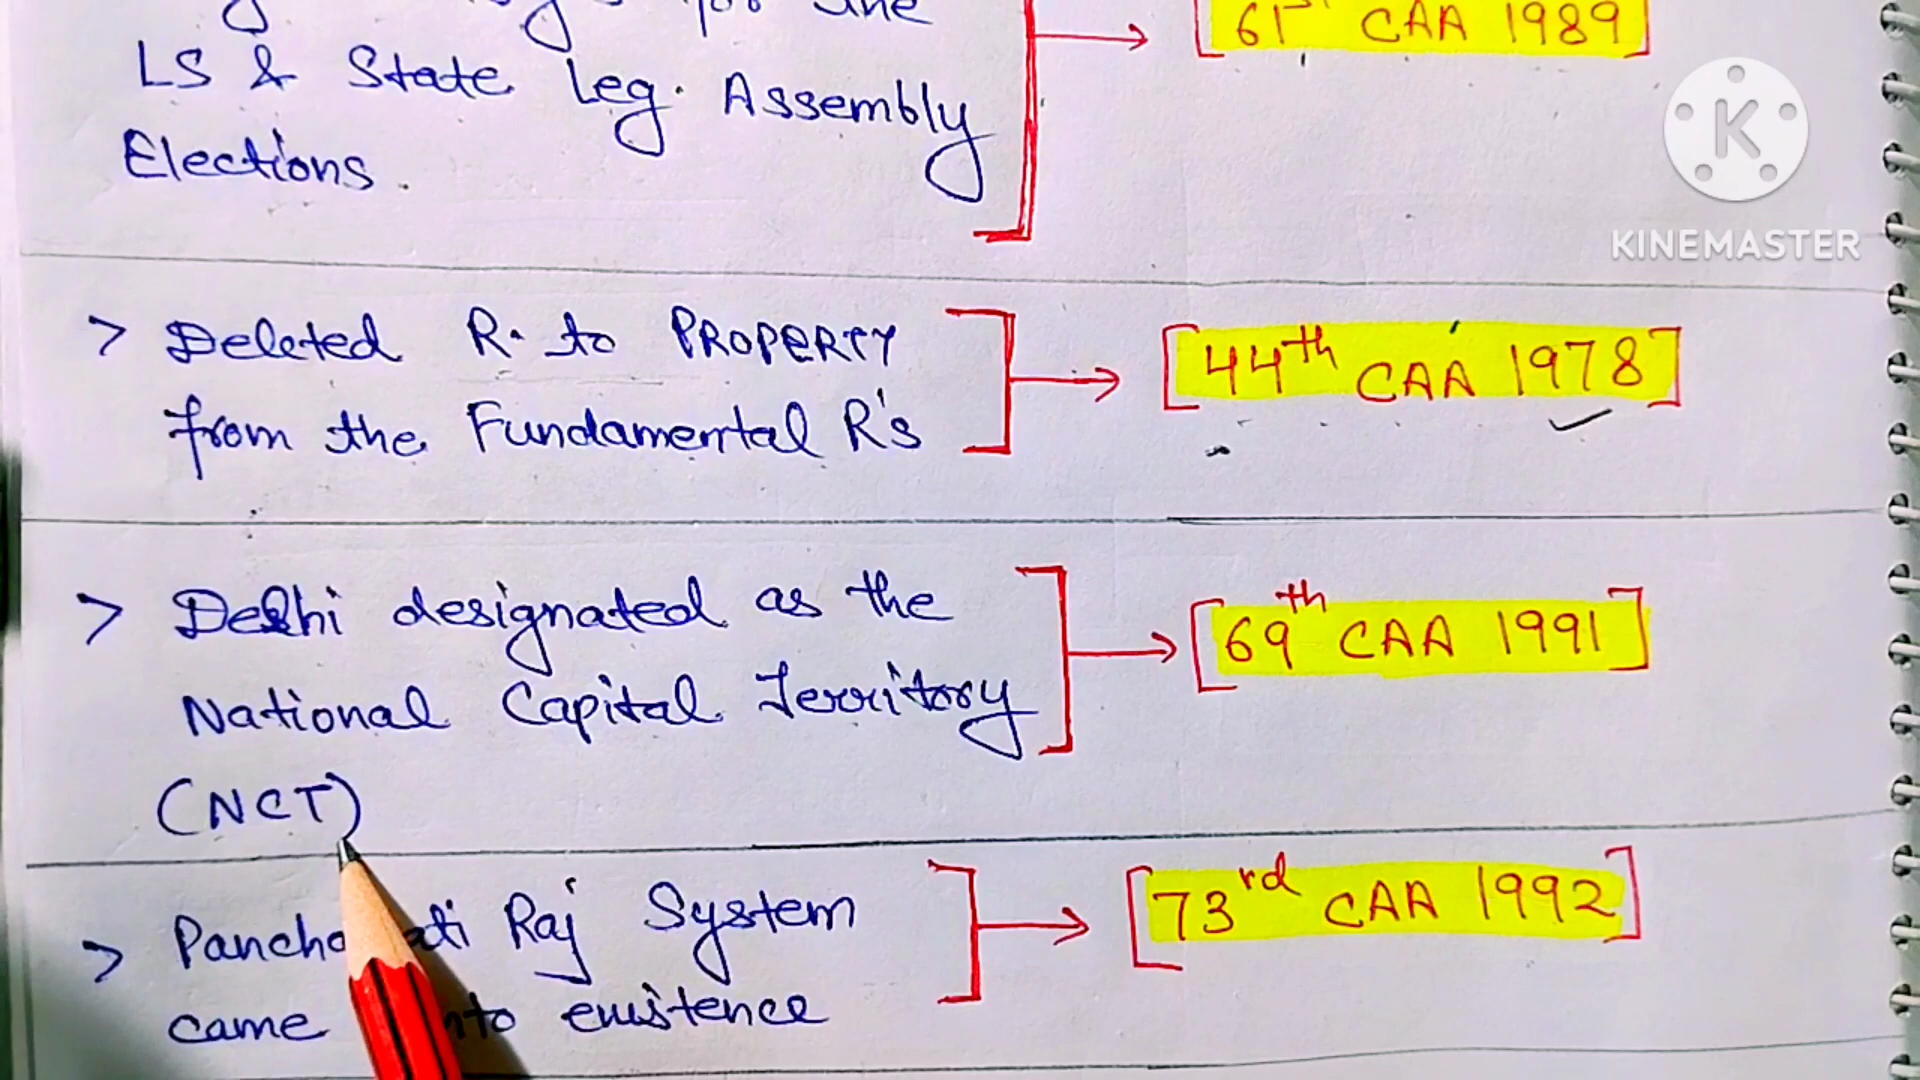 61st CAA 1989
LS & State Leg. Assembly
Elections.
KINEMASTER
> Deleted R. to PROPERTY
from the Fundamental R's
[44th CAA 1978]
> Delhi designated as the
National Capital Territory
(NCT)
[69th CAA 1991]
> Raj System
came existence
[73rd CAA 1992]